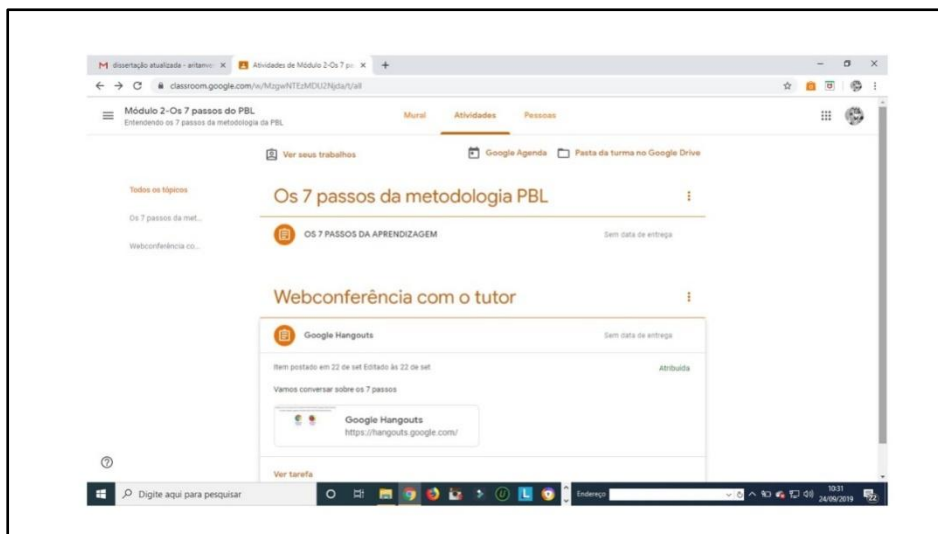 dissertação atualizada - aritanve
Atividades de Módulo 2-Os 7 pa
classroom.google.com/w/MzgwNTEzMDU2Njda/t/all
Módulo 2-Os 7 passos do PBL
Entendendo os 7 passos da metodologia da PBL
Mural Atividades Pessoas
Ver seus trabalhos
Google Agenda
Pasta da turma no Google Drive
Todos os tópicos
Os 7 passos da met...
Webconferência co...
Os 7 passos da metodologia PBL
OS 7 PASSOS DA APRENDIZAGEM Sem data de entrega
Webconferência com o tutor
Google Hangouts Sem data de entrega
Item postado em 22 de set Editado às 22 de set Atribuída
Vamos conversar sobre os 7 passos
Google Hangouts
https://hangouts.google.com/
Ver tarefa
Digite aqui para pesquisar
Endereço
10:31
24/09/2019
22